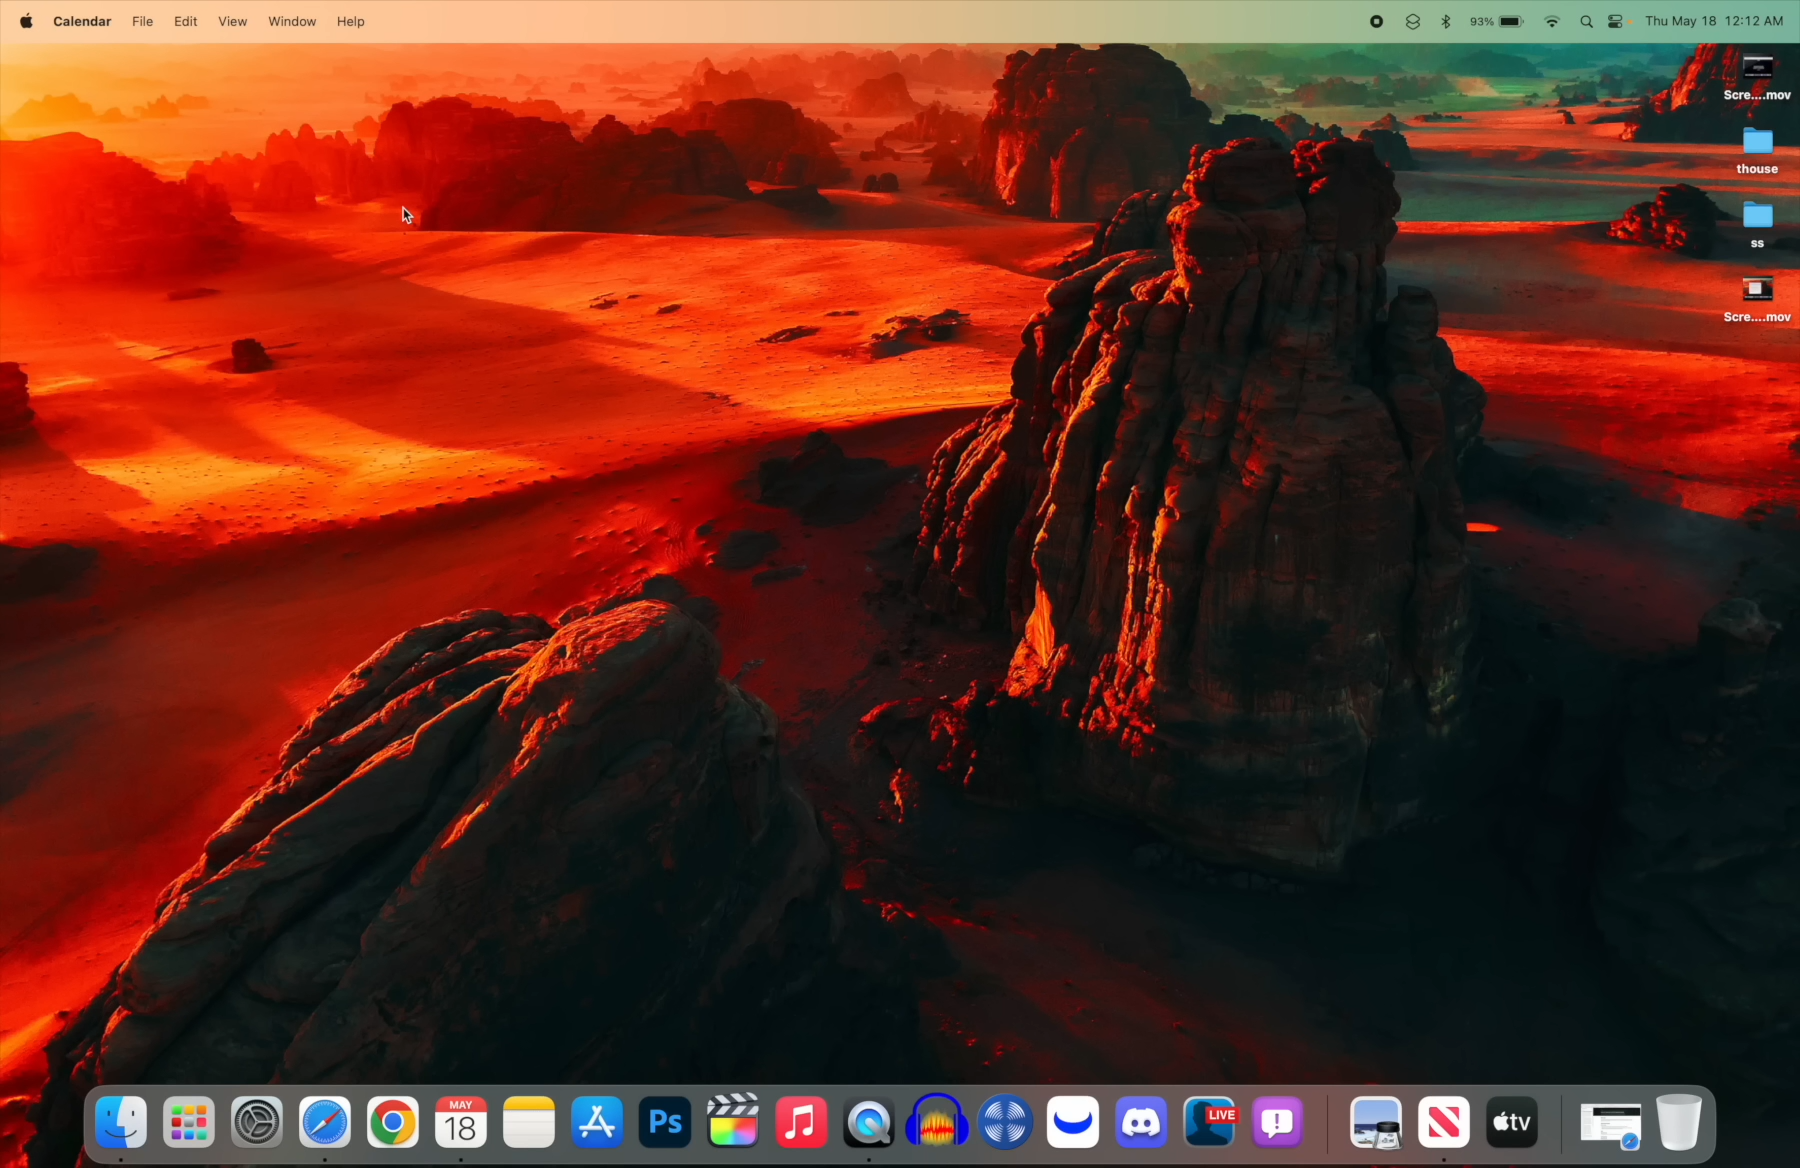 Calendar File Edit View Window Help 93% Thu May 18 12:12 AM
Scre....mov
thouse
ss
Scre....mov
MAY
18
Ps
LIVE
tv